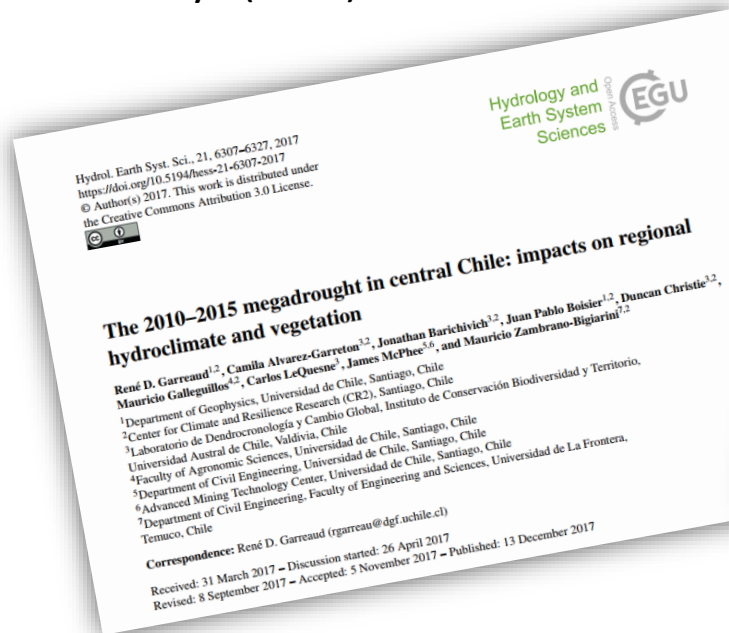 Hydrol. Earth Syst. Sci., 21, 6307–6327, 2017
https://doi.org/10.5194/hess-21-6307-2017
© Author(s) 2017. This work is distributed under
the Creative Commons Attribution 3.0 License.
cc
BY
Hydrology and
Earth System
Sciences
Open Access
EGU
The 2010–2015 megadrought in central Chile: impacts on regional
hydroclimate and vegetation
René D. Garreaud1,2, Camila Alvarez-Garreton3,2, Jonathan Barichivich3,2, Juan Pablo Boisier1,2, Duncan Christie3,2,
Mauricio Galleguillos4,2, Carlos LeQuesne3, James McPhee5,6, and Mauricio Zambrano-Bigiarini7,2
1Department of Geophysics, Universidad de Chile, Santiago, Chile
2Center for Climate and Resilience Research (CR2), Santiago, Chile
3Laboratorio de Dendrocronología y Cambio Global, Instituto de Conservación Biodiversidad y Territorio,
Universidad Austral de Chile, Valdivia, Chile
4Faculty of Agronomic Sciences, Universidad de Chile, Santiago, Chile
5Department of Civil Engineering, Universidad de Chile, Santiago, Chile
6Advanced Mining Technology Center, Universidad de Chile, Santiago, Chile
7Department of Civil Engineering, Faculty of Engineering and Sciences, Universidad de La Frontera,
Temuco, Chile
Correspondence: René D. Garreaud (rgarreau@dgf.uchile.cl)
Received: 31 March 2017 – Discussion started: 26 April 2017
Revised: 8 September 2017 – Accepted: 5 November 2017 – Published: 13 December 2017